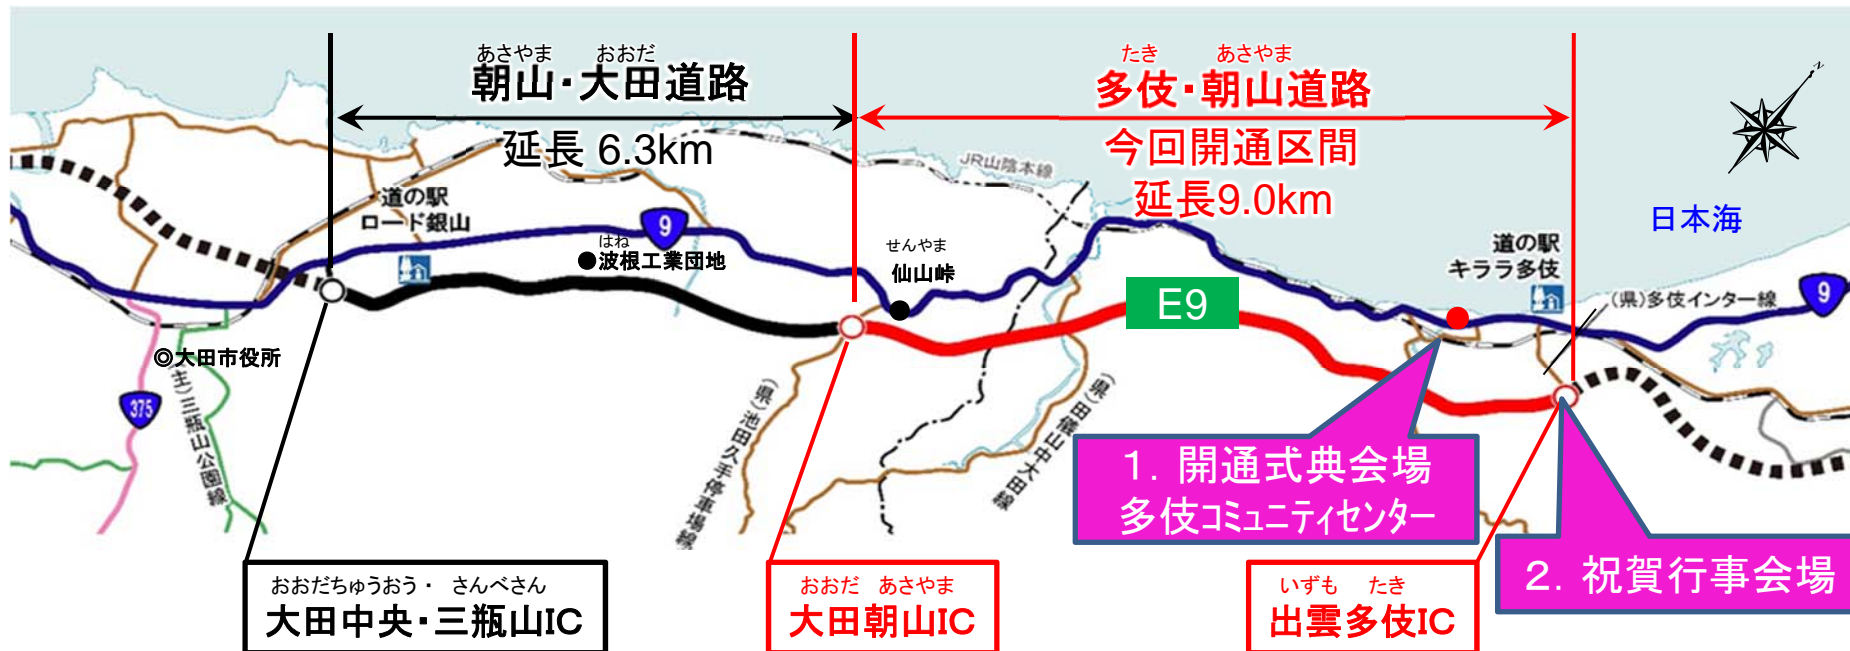 あさやま おおだ
朝山・大田道路
延長 6.3km
たき あさやま
多伎・朝山道路
今回開通区間
延長9.0km
N
JR山陰本線
日本海
道の駅
ロード銀山
9
はね
●波根工業団地
せんやま
仙山峠
E9
道の駅
キララ多伎
(県)多伎インター線
9
◎大田市役所
375
(主)三瓶山公園線
(県)池田久手停車場線
(県)田儀山中大田線
1. 開通式典会場
多伎コミュニティセンター
2. 祝賀行事会場
おおだちゅうおう・ さんべさん
大田中央・三瓶山IC
おおだ あさやま
大田朝山IC
いずも たき
出雲多伎IC